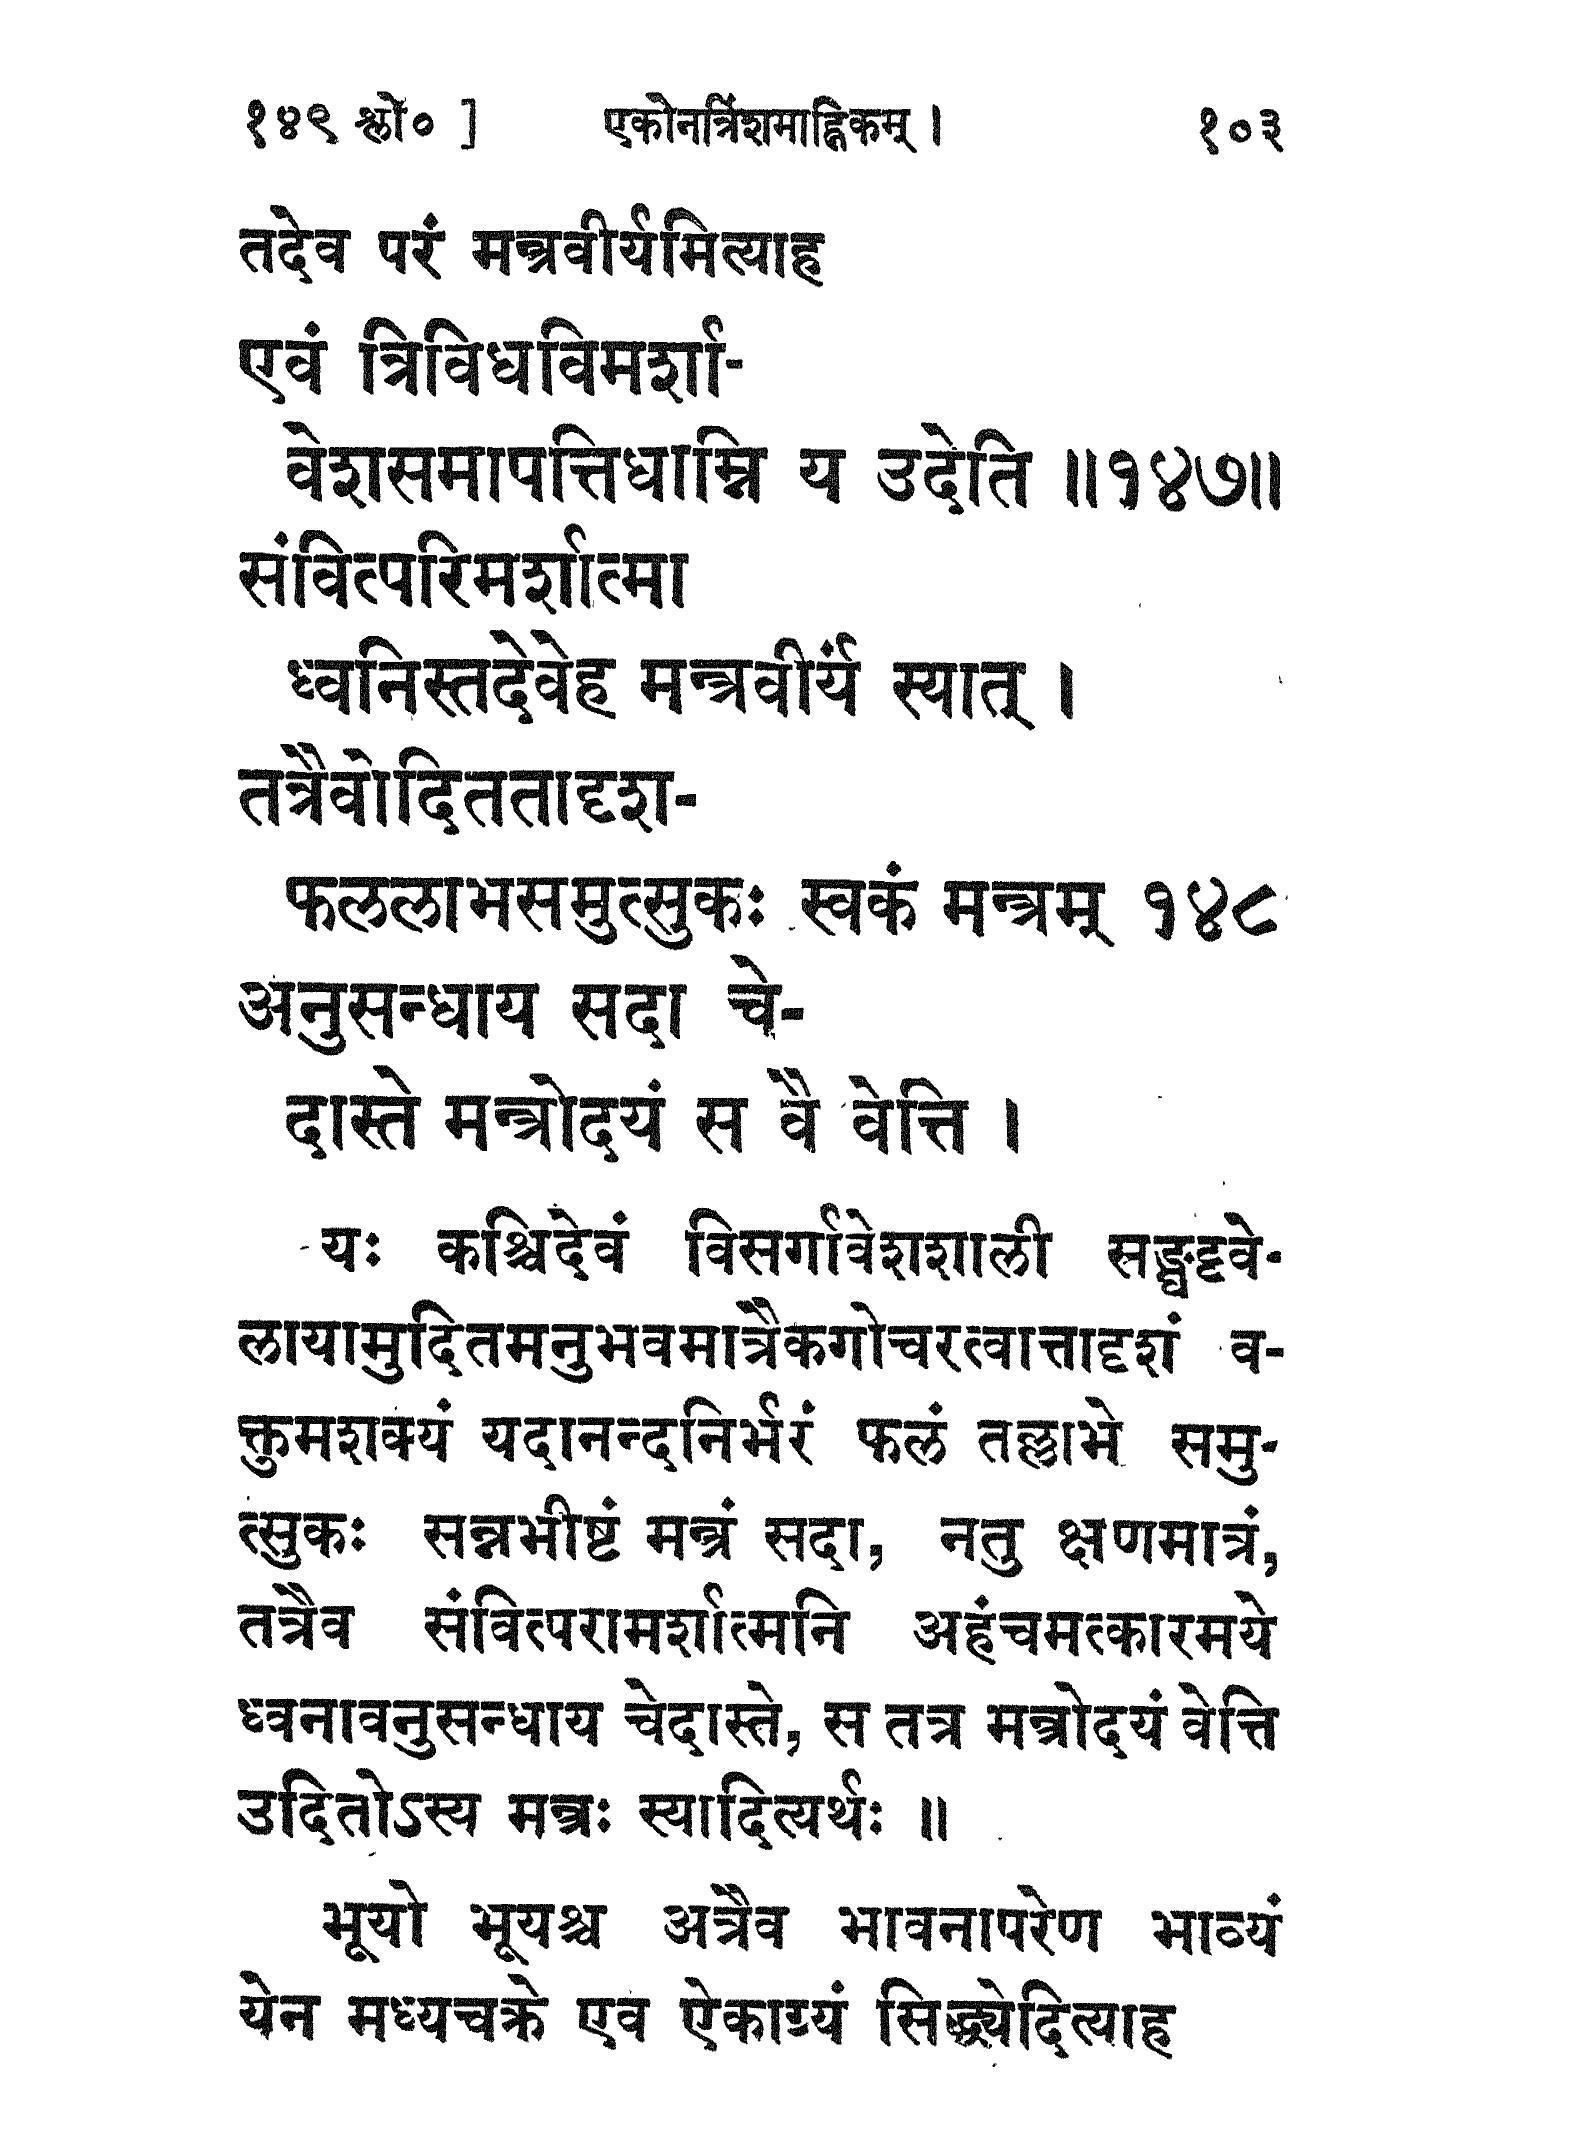 १४९ श्लो० ] एकोनत्रिंशमाह्निकम् । १०३
तदेव परं मन्त्रवीर्यमित्याह
एवं त्रिविधविमर्शा-
वेशसमापत्तिधाम्नि य उदेति ॥१४७॥
संवित्परिमर्शात्मा
ध्वनिस्तदेवेह मन्त्रवीर्यं स्यात् ।
तत्रैवोदिततादृश-
फललाभसमुत्सुकः स्वकं मन्त्रम् १४८
अनुसन्धाय सदा चे-
दास्ते मन्त्रोदयं स वै वेत्ति ।
यः कश्चिदेवं विसर्गावेशशाली सङ्घट्टवे-
लायामुदितमनुभवमात्रैकगोचरत्वात्तादृशं व-
क्तुमशक्यं यदानन्दनिर्भरं फलं तल्लाभे समु-
त्सुकः सन्नभीष्टं मन्त्रं सदा, नतु क्षणमात्रं,
तत्रैव संवित्परामर्शात्मनि अहंचमत्कारमये
ध्वनावनुसन्धाय चेदास्ते, स तत्र मन्त्रोदयं वेत्ति
उदितोऽस्य मन्त्रः स्यादित्यर्थः ॥
भूयो भूयश्च अत्रैव भावनापरेण भाव्यं
येन मध्यचक्रे एव ऐकाग्र्यं सिद्ध्येदित्याह